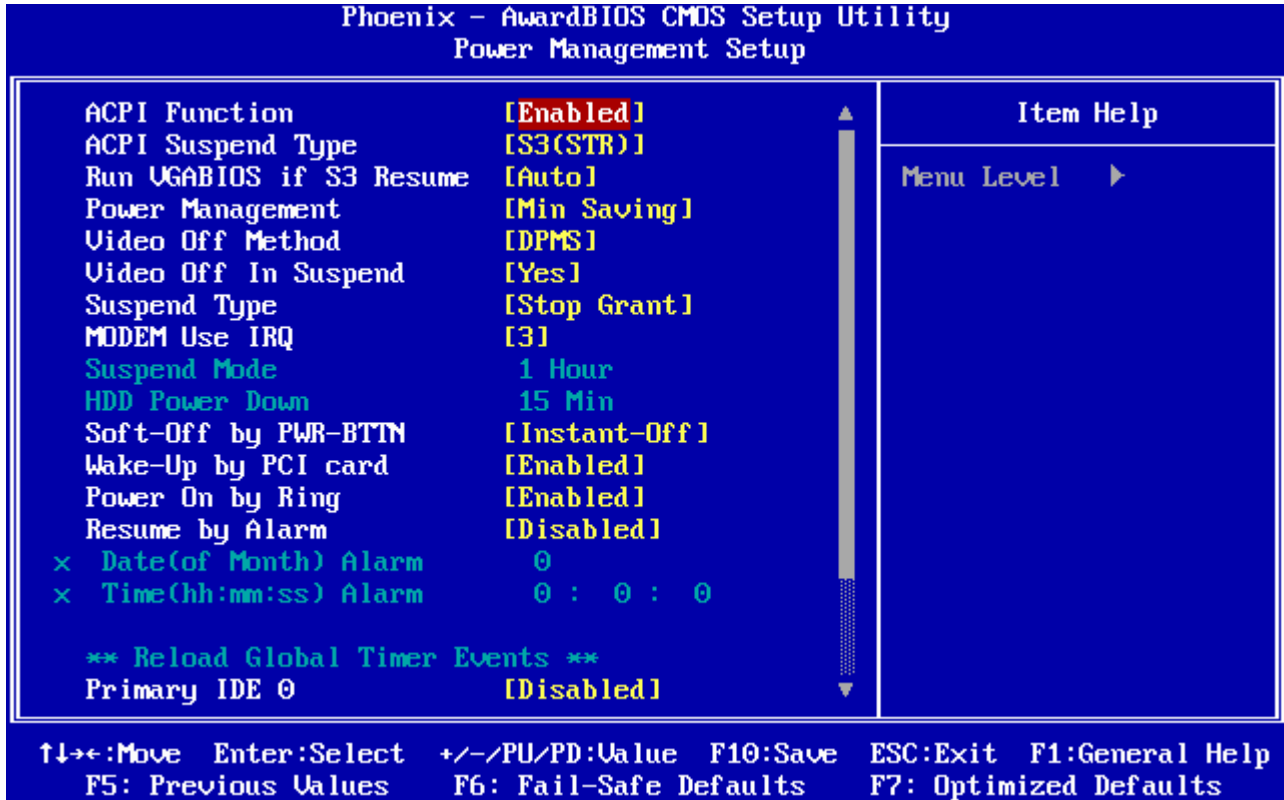 Phoenix - AwardBIOS CMOS Setup Utility
Power Management Setup
ACPI Function [Enabled]
ACPI Suspend Type [S3(STR)]
Run VGABIOS if S3 Resume [Auto]
Power Management [Min Saving]
Video Off Method [DPMS]
Video Off In Suspend [Yes]
Suspend Type [Stop Grant]
MODEM Use IRQ [3]
Suspend Mode 1 Hour
HDD Power Down 15 Min
Soft-Off by PWR-BTTN [Instant-Off]
Wake-Up by PCI card [Enabled]
Power On by Ring [Enabled]
Resume by Alarm [Disabled]
x Date(of Month) Alarm 0
x Time(hh:mm:ss) Alarm 0 : 0 : 0
** Reload Global Timer Events **
Primary IDE 0 [Disabled]
Item Help
Menu Level ►
↑↓→←:Move Enter:Select +/-/PU/PD:Value F10:Save ESC:Exit F1:General Help
F5: Previous Values F6: Fail-Safe Defaults F7: Optimized Defaults